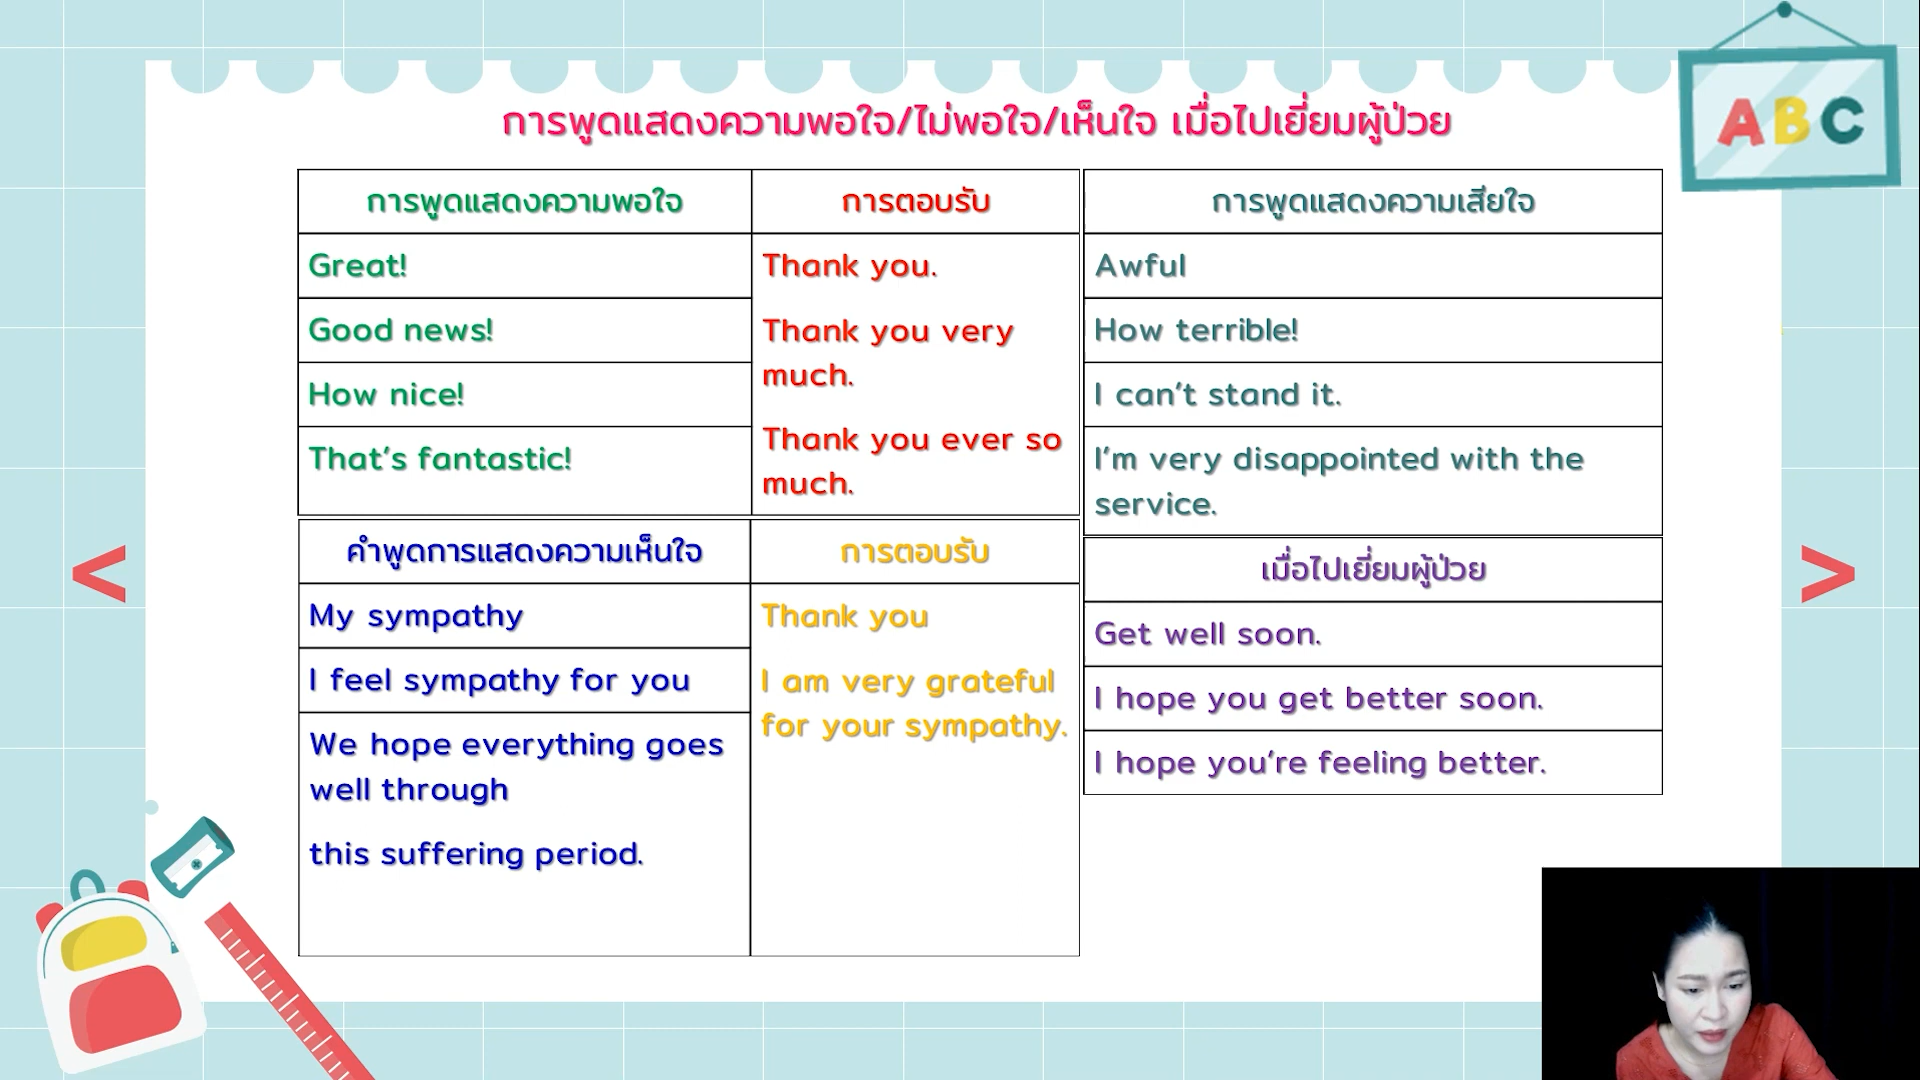 การพูดแสดงความพอใจ/ไม่พอใจ/เห็นใจ เมื่อไปเยี่ยมผู้ป่วย
ABC
การพูดแสดงความพอใจ
Great!
Good news!
How nice!
That's fantastic!
การตอบรับ
Thank you.
Thank you very
much.
Thank you ever so
much.
การพูดแสดงความเสียใจ
Awful
How terrible!
I can't stand it.
I'm very disappointed with the
service.
คำพูดการแสดงความเห็นใจ
My sympathy
I feel sympathy for you
We hope everything goes
well through
this suffering period.
การตอบรับ
Thank you
I am very grateful
for your sympathy.
เมื่อไปเยี่ยมผู้ป่วย
Get well soon.
I hope you get better soon.
I hope you're feeling better.
<
>